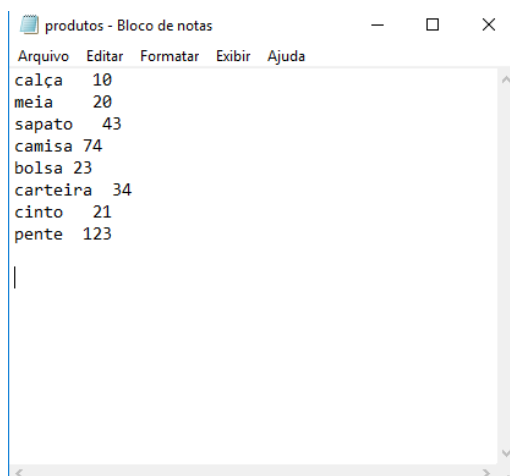 produtos - Bloco de notas
Arquivo Editar Formatar Exibir Ajuda
calça   10
meia    20
sapato   43
camisa 74
bolsa 23
carteira  34
cinto   21
pente  123